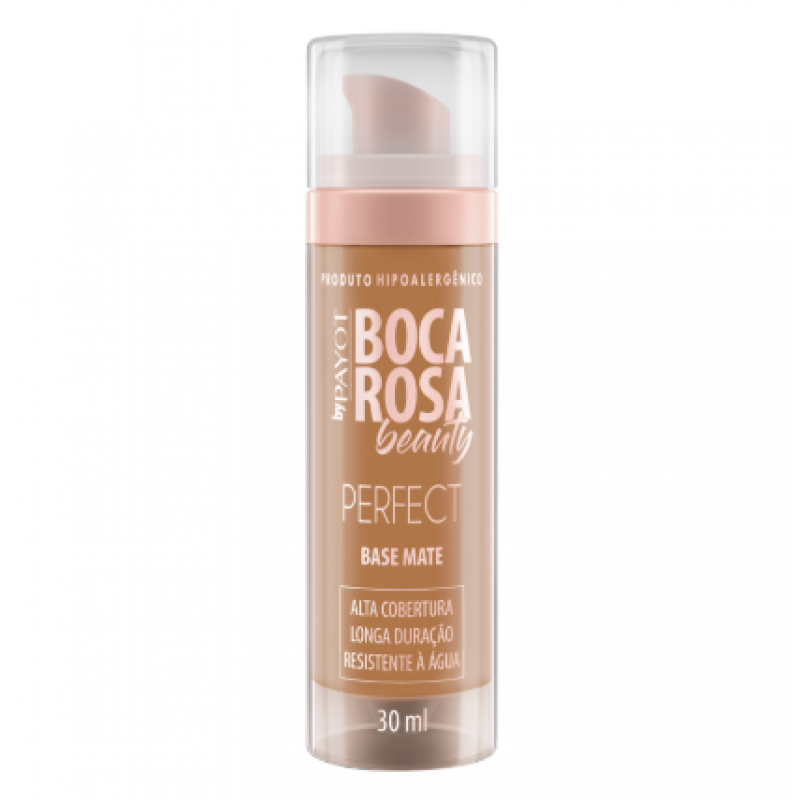 PRODUTO HIPOALERGÊNICO
by PAYOT
BOCA
ROSA
beauty
PERFECT
BASE MATE
ALTA COBERTURA
LONGA DURAÇÃO
RESISTENTE À ÁGUA
30 ml